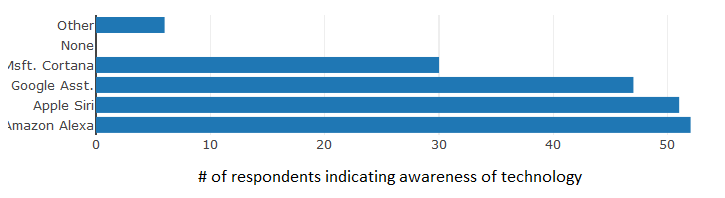 Other
None
Msft. Cortana
Google Asst.
Apple Siri
Amazon Alexa
0 10 20 30 40 50
# of respondents indicating awareness of technology